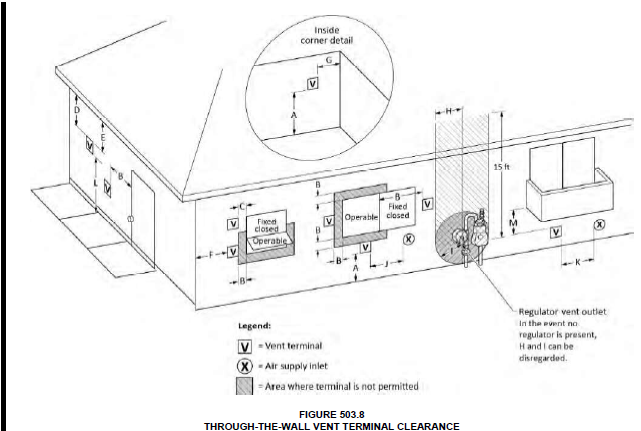 Inside
corner detail
G
V
A
H
15 ft
D
E
V
B
V
L
C
V
Fixed
closed
Operable
F
V
B
B
V
B
Operable
B
Fixed
closed
V
V
X
B
J
A
I
M
V
X
K
Regulator vent outlet
In the event no
regulator is present,
H and I can be
disregarded.
Legend:
V = Vent terminal
X = Air supply inlet
= Area where terminal is not permitted
FIGURE 503.8
THROUGH-THE-WALL VENT TERMINAL CLEARANCE